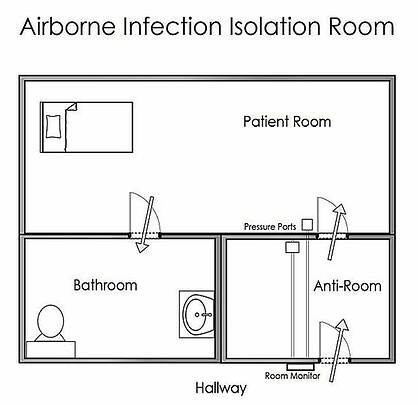 Airborne Infection Isolation Room
Patient Room
Pressure Ports
Bathroom
Anti-Room
Room Monitor
Hallway